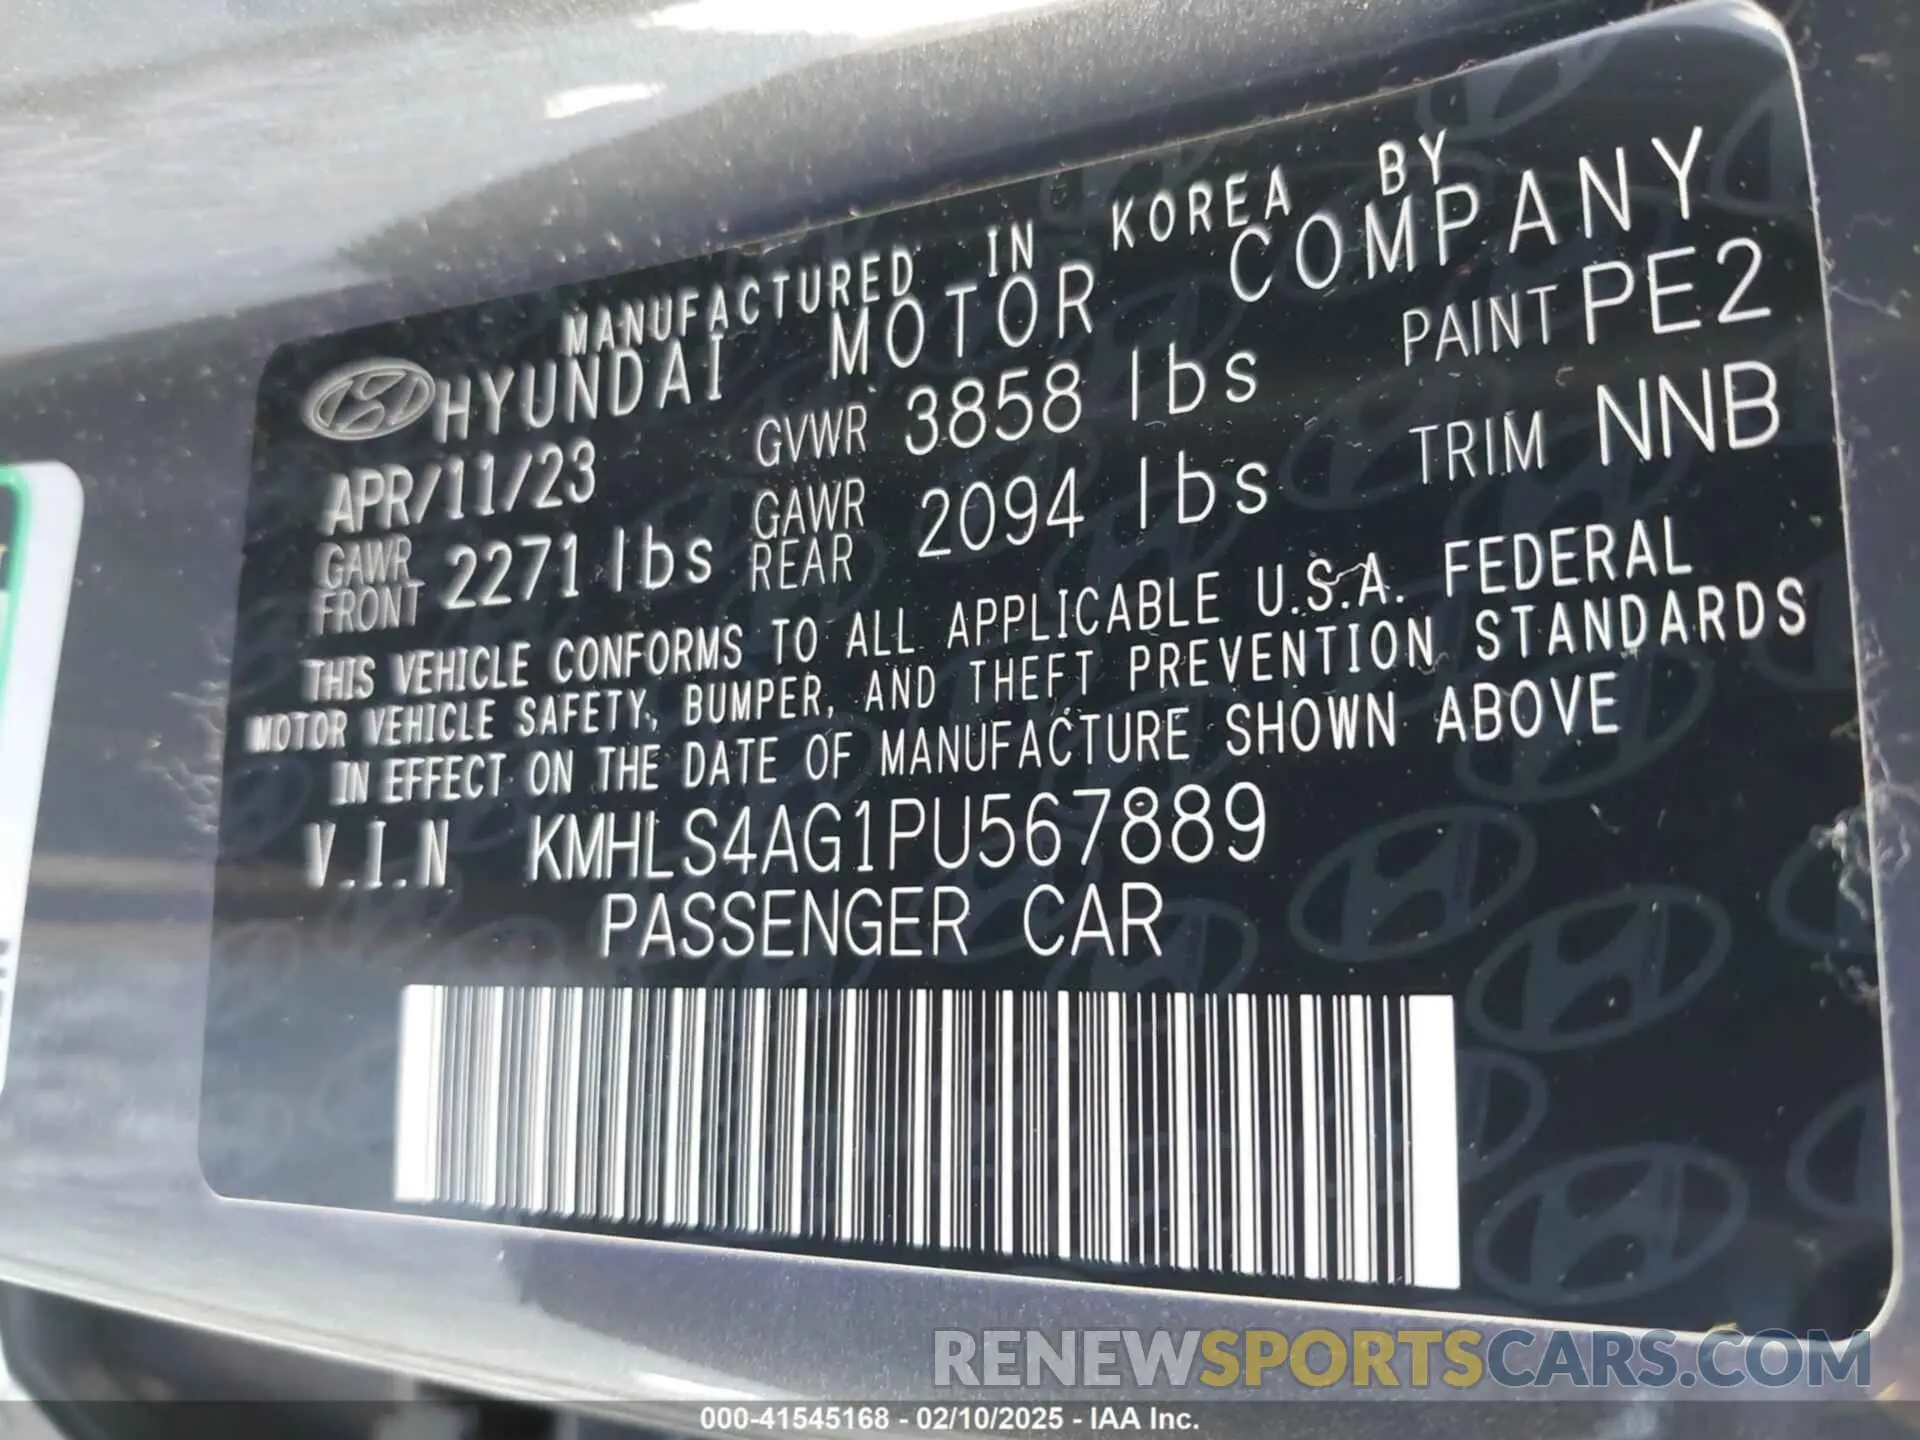 MANUFACTURED IN KOREA BY
HYUNDAI MOTOR COMPANY
APR/11/23 GVWR 3858 lbs PAINT PE2
GAWR FRONT 2271 lbs GAWR REAR 2094 lbs TRIM NNB
THIS VEHICLE CONFORMS TO ALL APPLICABLE U.S.A. FEDERAL
MOTOR VEHICLE SAFETY, BUMPER, AND THEFT PREVENTION STANDARDS
IN EFFECT ON THE DATE OF MANUFACTURE SHOWN ABOVE
V.I.N KMHLS4AG1PU567889
PASSENGER CAR
RENEWSPORTSCARS.COM
000-41545168 - 02/10/2025 - IAA Inc.